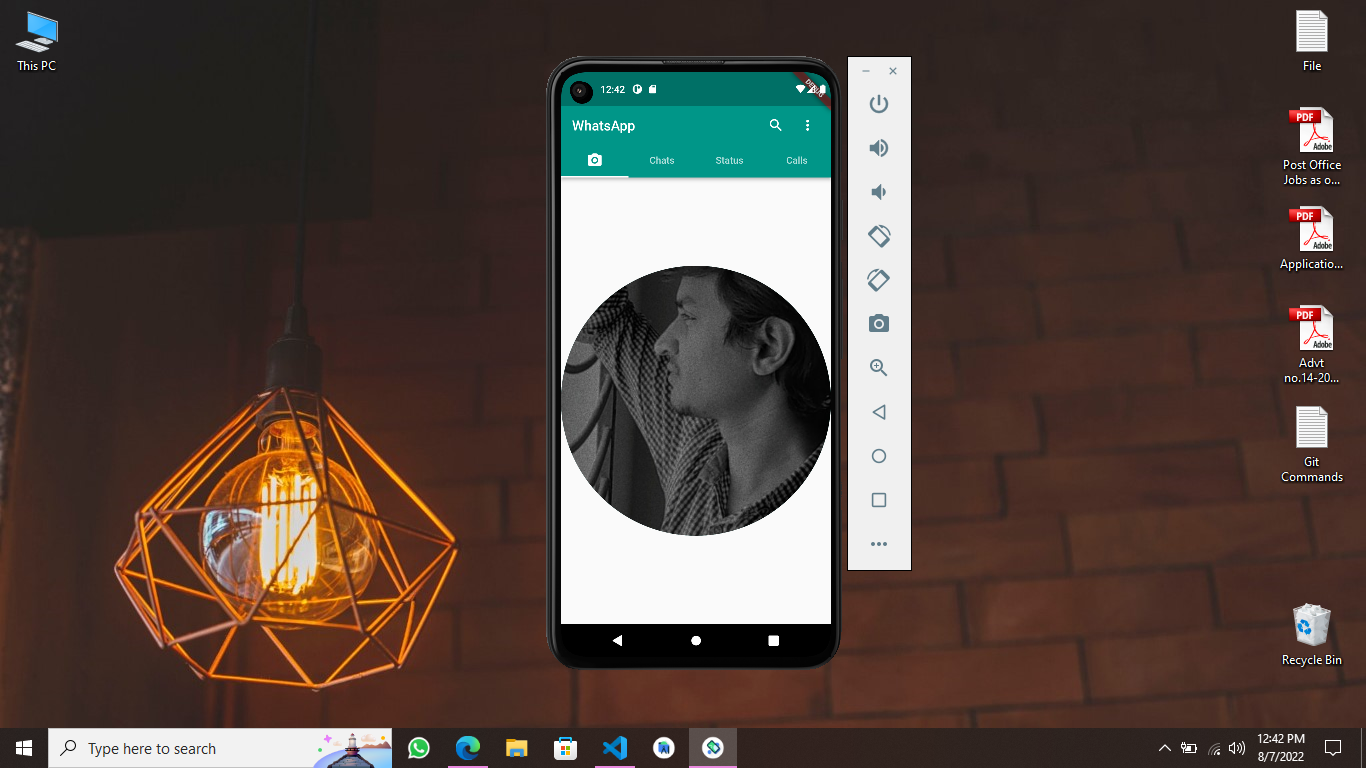 This PC
File
Post Office
Jobs as o...
Applicatio...
Advt
no.14-20...
Git
Commands
Recycle Bin
12:42
DEBUG
WhatsApp
Chats
Status
Calls
PDF
Adobe
PDF
Adobe
PDF
Adobe
Type here to search
12:42 PM
8/7/2022